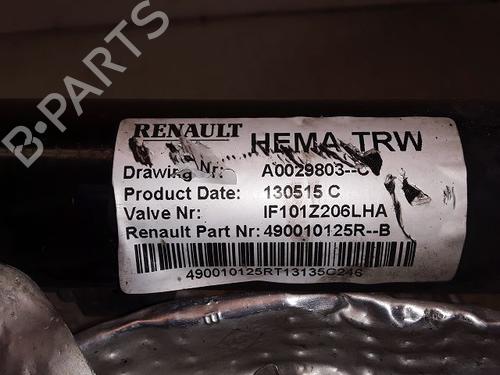 B-PARTS
RENAULT HEMA TRW
Drawing Nr: A0029803--C
Product Date: 130515 C
Valve Nr: IF101Z206LHA
Renault Part Nr: 490010125R--B
490010125RT13135C246